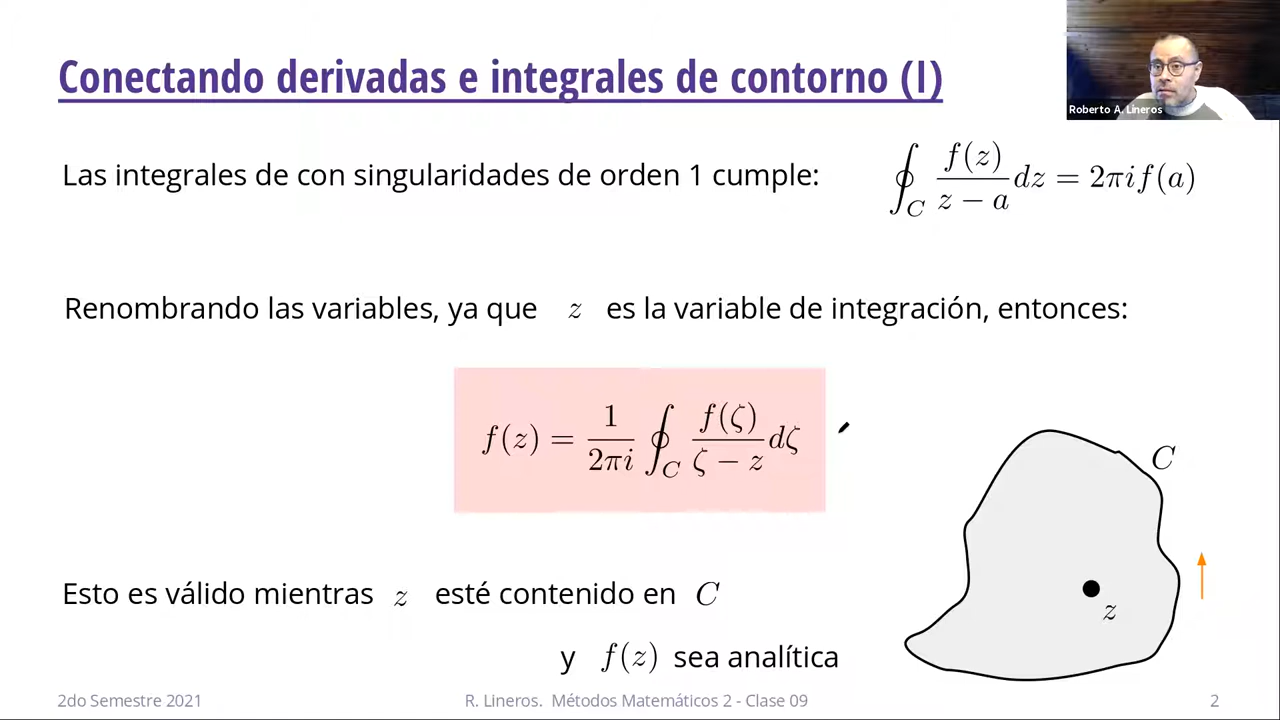 Conectando derivadas e integrales de contorno (I)
Roberto A. Lineros
Las integrales de con singularidades de orden 1 cumple: ∮_C f(z)/(z − a) dz = 2πi f(a)
Renombrando las variables, ya que z es la variable de integración, entonces:
f(z) = 1/(2πi) ∮_C f(ζ)/(ζ − z) dζ
C
z
Esto es válido mientras z esté contenido en C
y f(z) sea analítica
2do Semestre 2021 R. Lineros. Métodos Matemáticos 2 - Clase 09 2